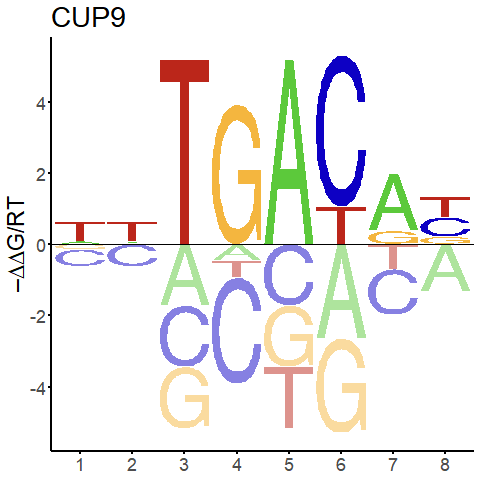 CUP9
−ΔΔG/RT
4
2
0
-2
-4
T T T G A C A T
G C
T G G
C C A A C A T A
C C G C
G T G
1 2 3 4 5 6 7 8